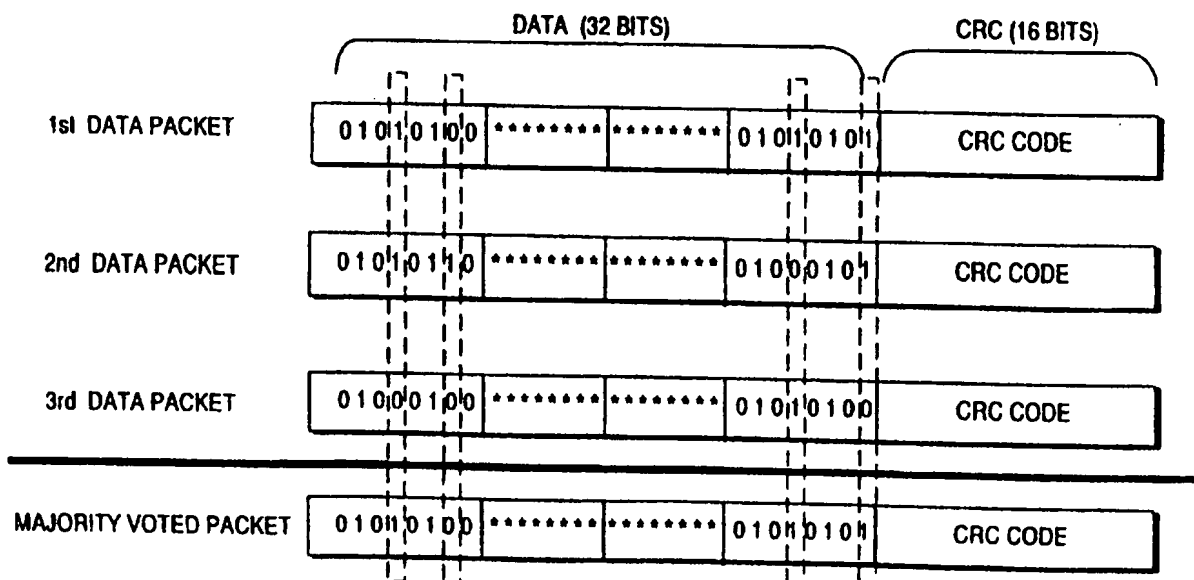 DATA (32 BITS) CRC (16 BITS)
1st DATA PACKET 0 1 0 1 0 1 0 0 ******** ******** 0 1 0 1 0 1 0 1 CRC CODE
2nd DATA PACKET 0 1 0 1 0 1 1 0 ******** ******** 0 1 0 0 0 1 0 1 CRC CODE
3rd DATA PACKET 0 1 0 0 0 1 0 0 ******** ******** 0 1 0 1 0 1 0 0 CRC CODE
MAJORITY VOTED PACKET 0 1 0 1 0 1 0 0 ******** ******** 0 1 0 1 0 1 0 1 CRC CODE